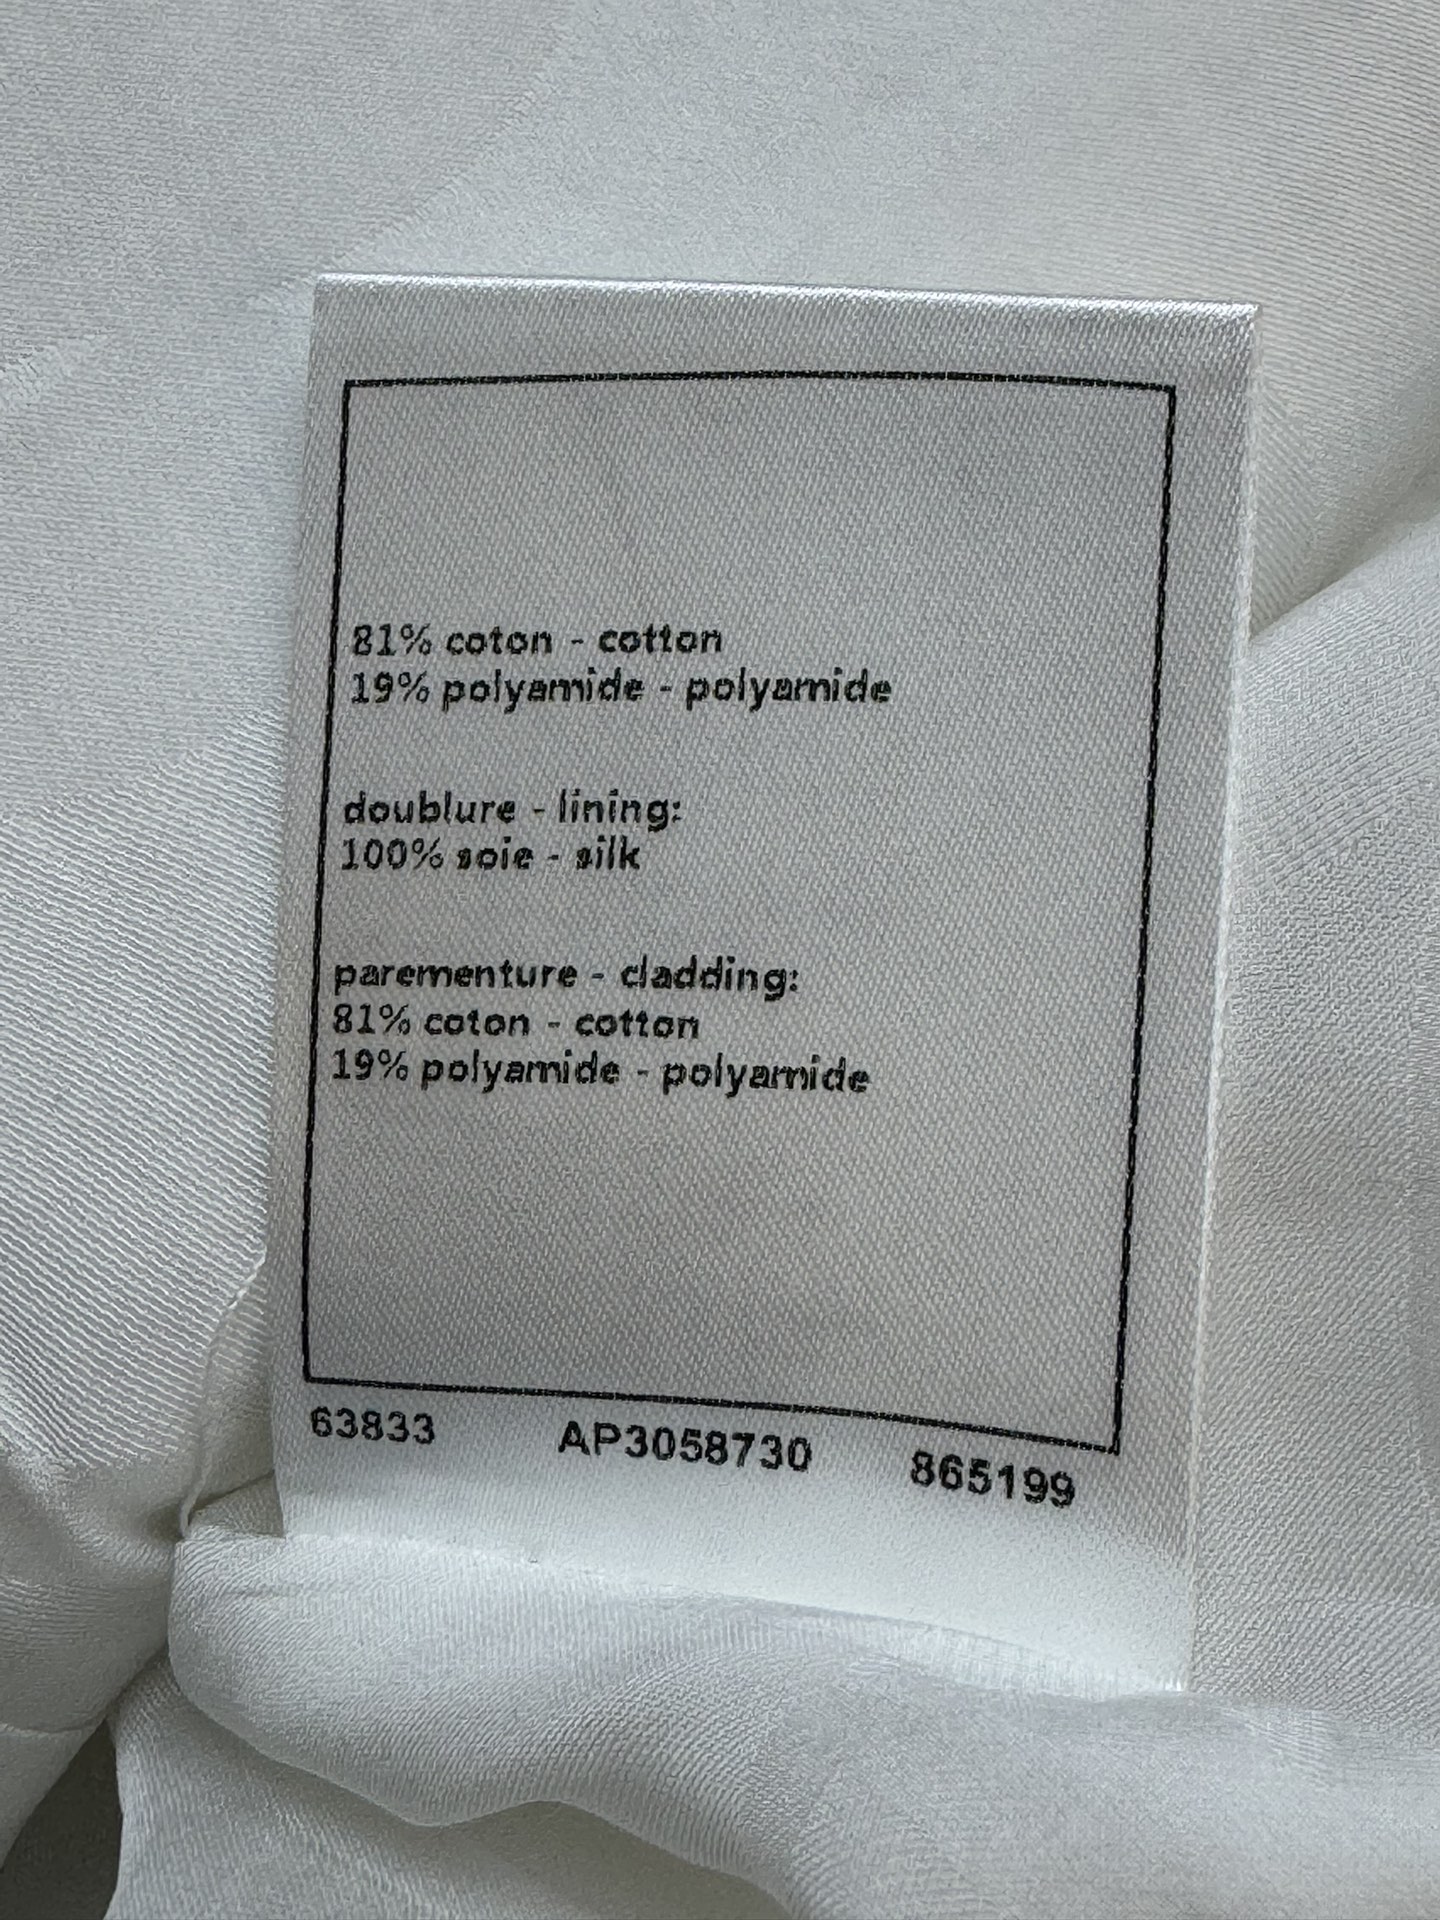 81% coton - cotton
19% polyamide - polyamide
doublure - lining:
100% soie - silk
parementure - cladding:
81% coton - cotton
19% polyamide - polyamide
63833 AP3058730 865199